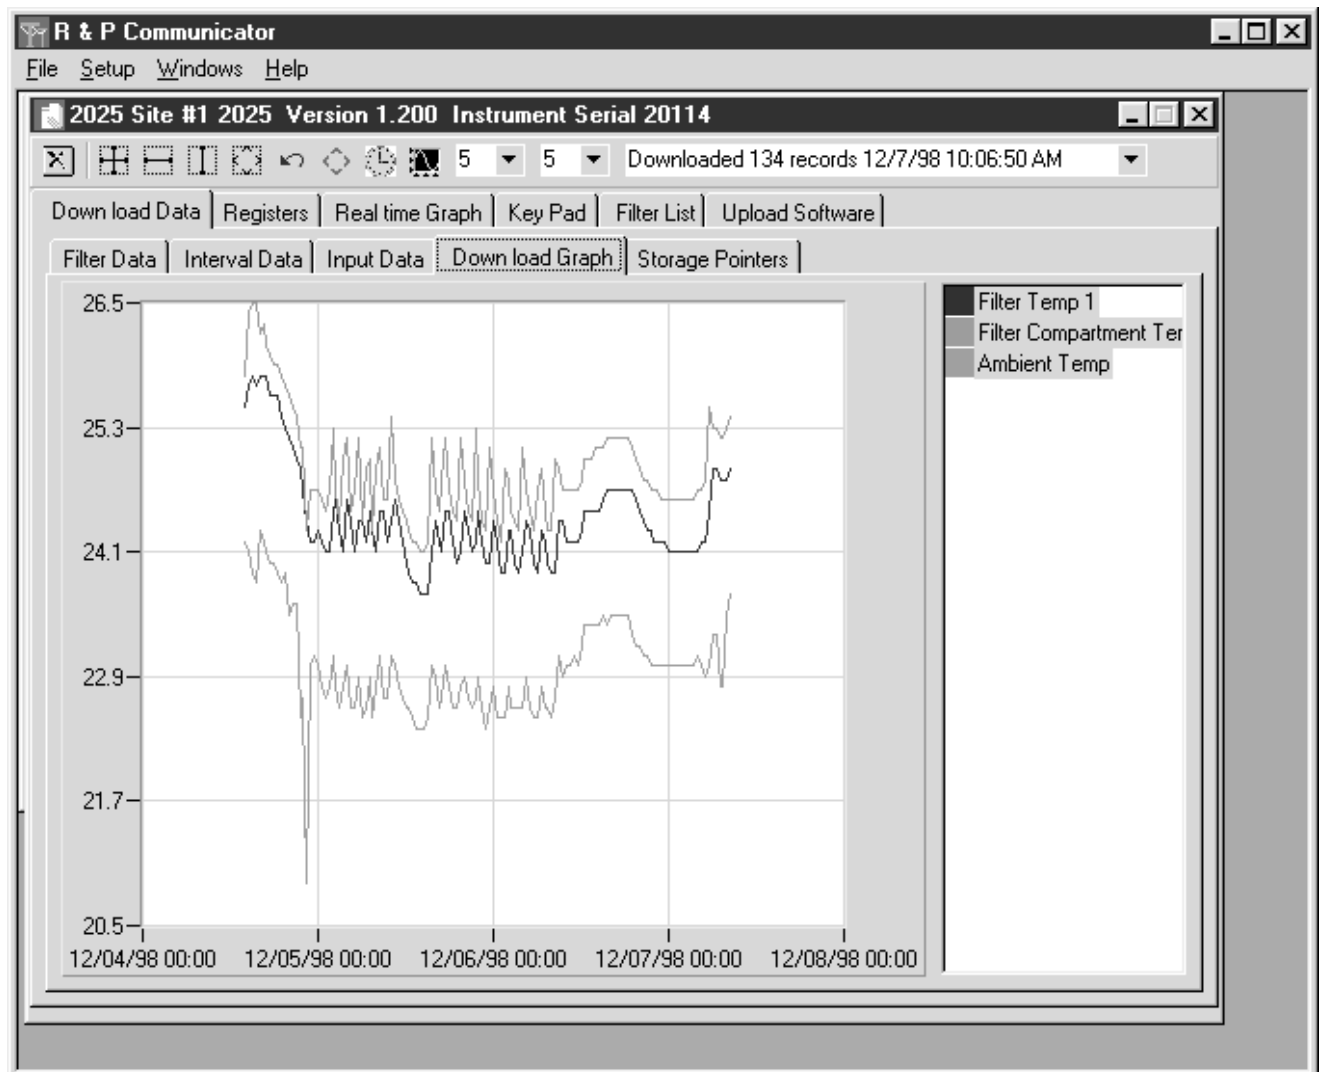 R & P Communicator
File Setup Windows Help
2025 Site #1 2025 Version 1.200 Instrument Serial 20114
5 5 Downloaded 134 records 12/7/98 10:06:50 AM
Down load Data Registers Real time Graph Key Pad Filter List Upload Software
Filter Data Interval Data Input Data Down load Graph Storage Pointers
26.5
25.3
24.1
22.9
21.7
20.5
12/04/98 00:00 12/05/98 00:00 12/06/98 00:00 12/07/98 00:00 12/08/98 00:00
Filter Temp 1
Filter Compartment Ter
Ambient Temp